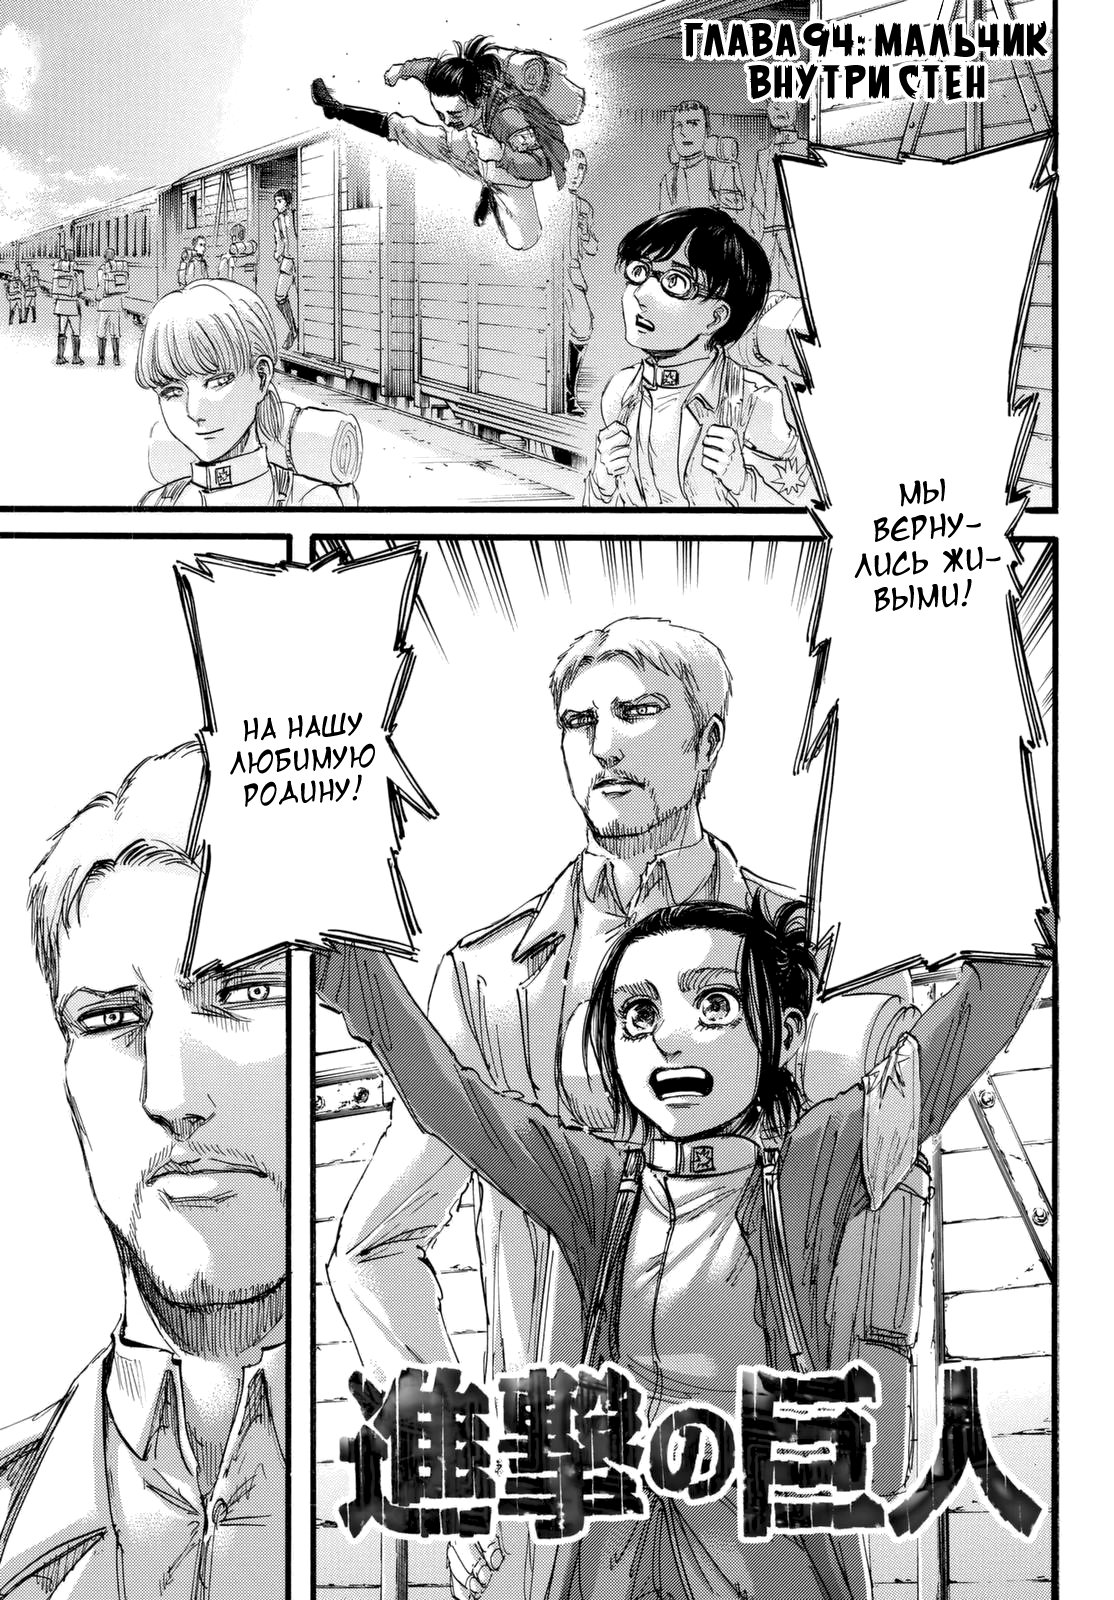 ГЛАВА 94: МАЛЬЧИК
ВНУТРИ СТЕН
МЫ
ВЕРНУ-
ЛИСЬ ЖИ-
ВЫМИ!
НА НАШУ
ЛЮБИМУЮ
РОДИНУ!
進撃の巨人